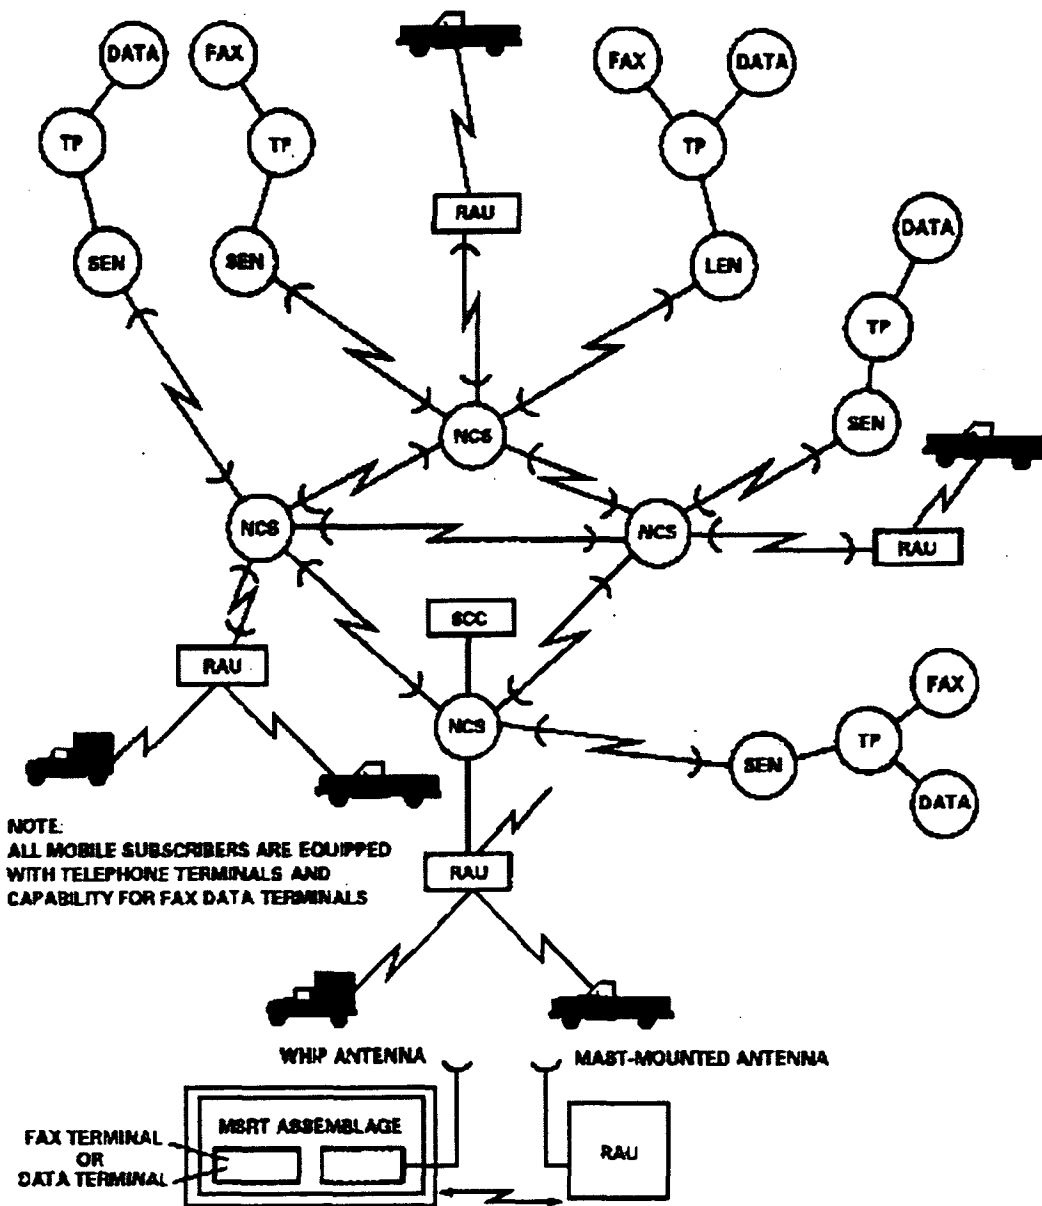 DATA
FAX
FAX
DATA
TP
TP
TP
RAU
DATA
SEN
SEN
LEN
TP
SEN
NCS
NCS
NCS
RAU
SCC
RAU
NCS
FAX
TP
SEN
DATA
NOTE:
ALL MOBILE SUBSCRIBERS ARE EQUIPPED
WITH TELEPHONE TERMINALS AND
CAPABILITY FOR FAX DATA TERMINALS
RAU
WHIP ANTENNA
MAST-MOUNTED ANTENNA
MSRT ASSEMBLAGE
FAX TERMINAL
OR
DATA TERMINAL
RAU